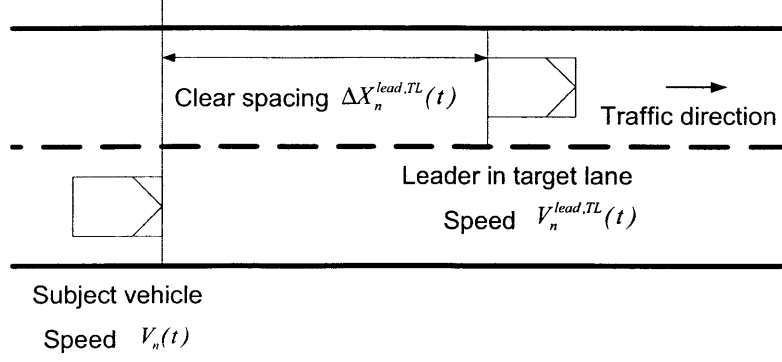 Clear spacing ΔX_n^{lead,TL}(t)
Traffic direction
Leader in target lane
Speed V_n^{lead,TL}(t)
Subject vehicle
Speed V_n(t)